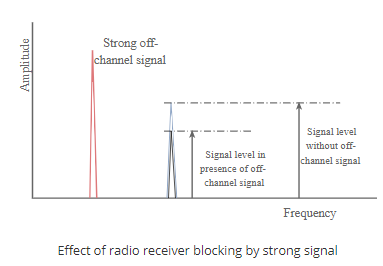 Strong off-
channel signal
Amplitude
Signal level
without off-
channel signal
Signal level in
presence of off-
channel signal
Frequency
Effect of radio receiver blocking by strong signal